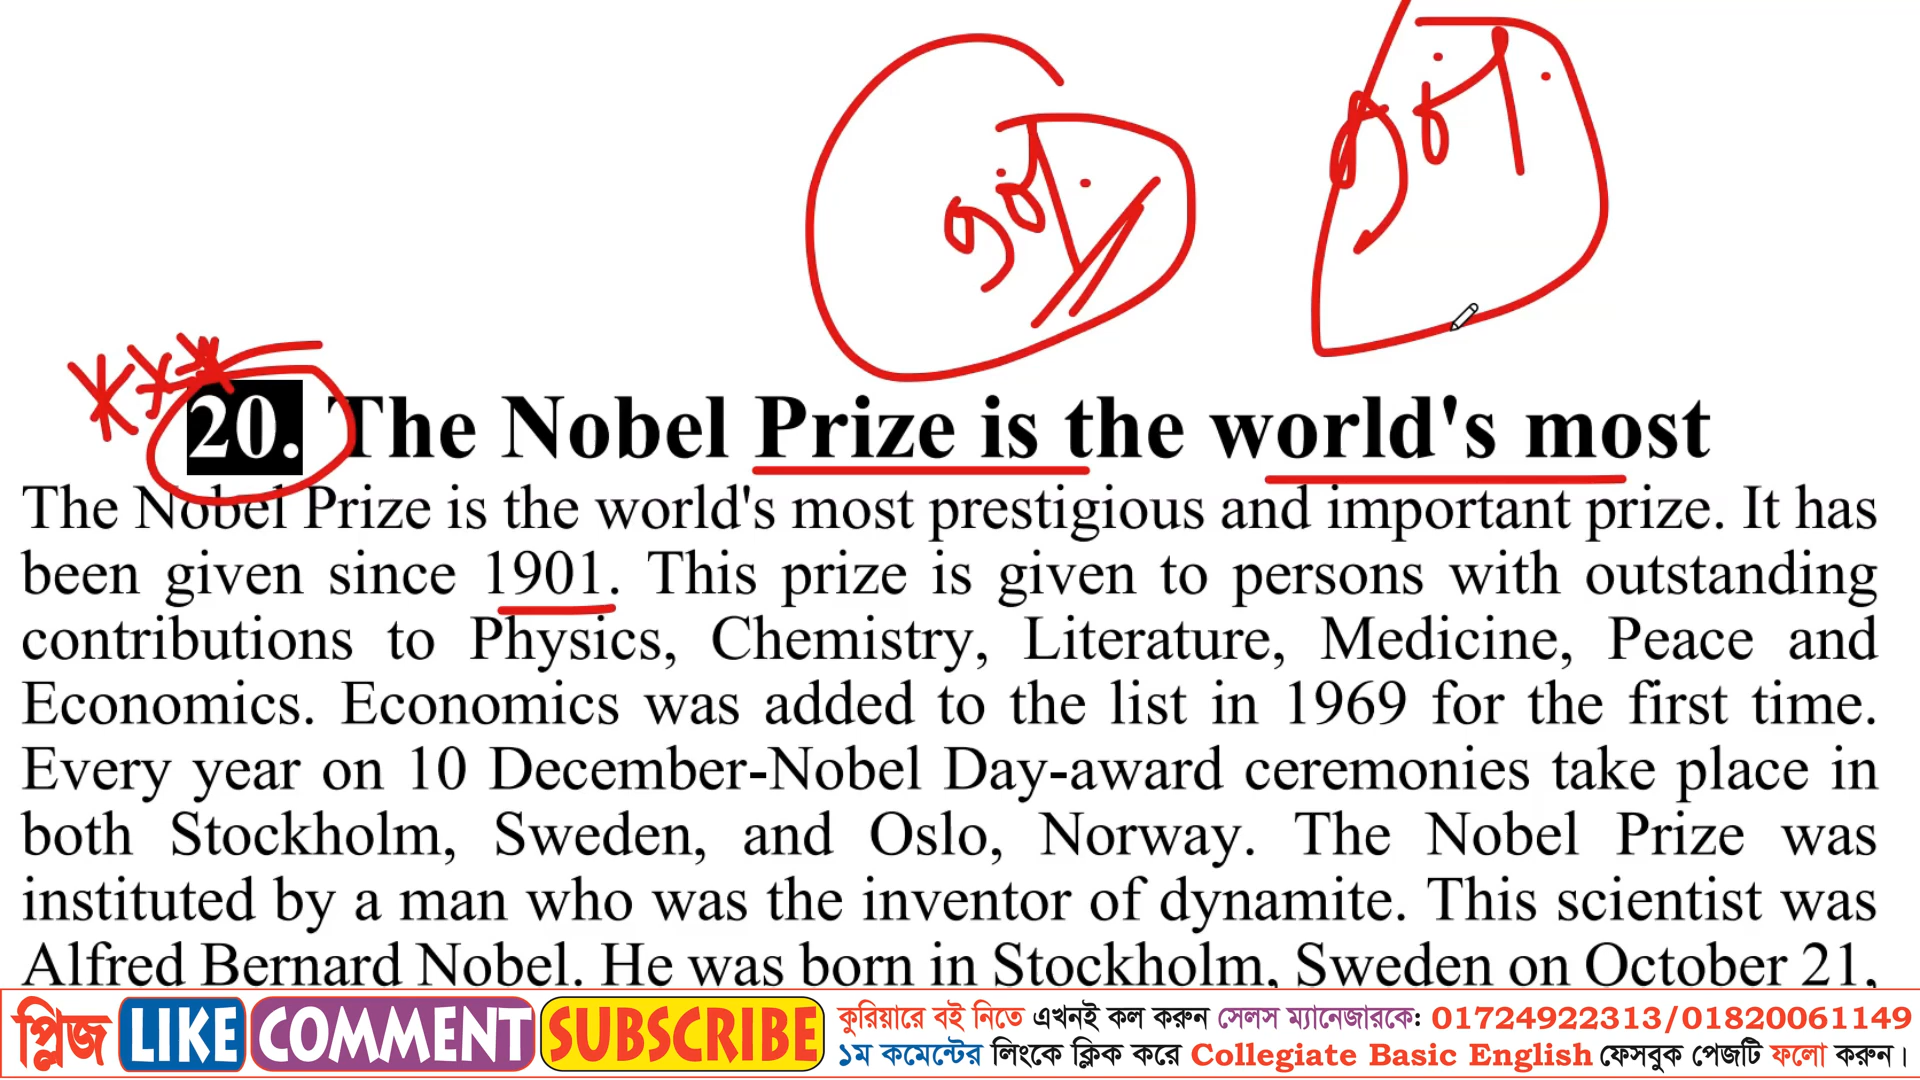 20. The Nobel Prize is the world's most
The Nobel Prize is the world's most prestigious and important prize. It has
been given since 1901. This prize is given to persons with outstanding
contributions to Physics, Chemistry, Literature, Medicine, Peace and
Economics. Economics was added to the list in 1969 for the first time.
Every year on 10 December-Nobel Day-award ceremonies take place in
both Stockholm, Sweden, and Oslo, Norway. The Nobel Prize was
instituted by a man who was the inventor of dynamite. This scientist was
Alfred Bernard Nobel. He was born in Stockholm, Sweden on October 21,
প্লিজ LIKE COMMENT SUBSCRIBE
কুরিয়ারে বই নিতে এখনই কল করুন সেলস ম্যানেজারকে: 01724922313/01820061149
১ম কমেন্টের লিংকে ক্লিক করে Collegiate Basic English ফেসবুক পেজটি ফলো করুন।